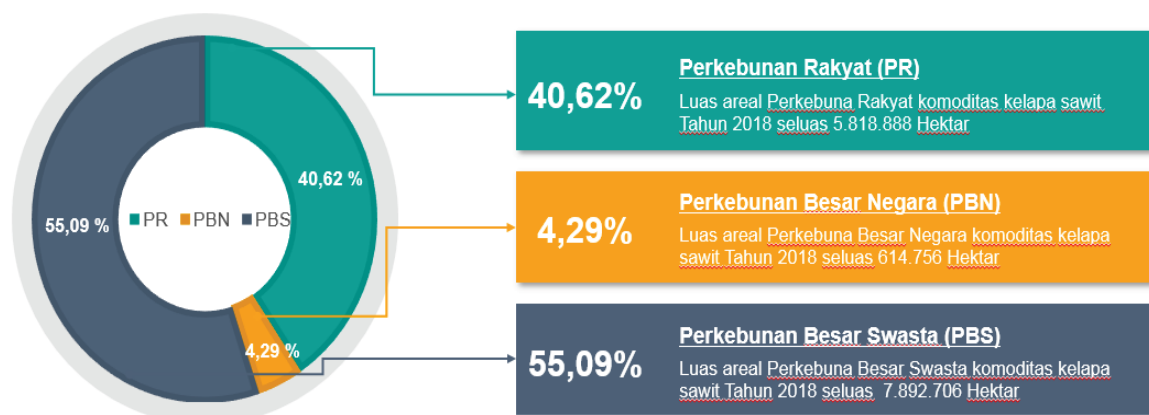 55,09 %
40,62 %
4,29 %
PR PBN PBS
40,62%
Perkebunan Rakyat (PR)
Luas areal Perkebuna Rakyat komoditas kelapa sawit
Tahun 2018 seluas 5.818.888 Hektar
4,29%
Perkebunan Besar Negara (PBN)
Luas areal Perkebuna Besar Negara komoditas kelapa
sawit Tahun 2018 seluas 614.756 Hektar
55,09%
Perkebunan Besar Swasta (PBS)
Luas areal Perkebuna Besar Swasta komoditas kelapa
sawit Tahun 2018 seluas 7.892.706 Hektar